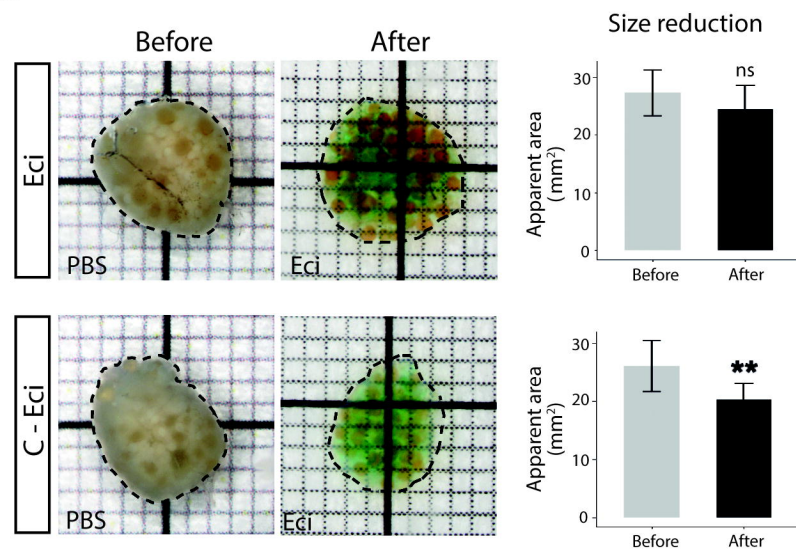 Before
After
Size reduction
Eci
PBS
Eci
Apparent area
(mm²)
30
20
10
0
ns
Before
After
C - Eci
PBS
Eci
Apparent area
(mm²)
30
20
10
0
**
Before
After